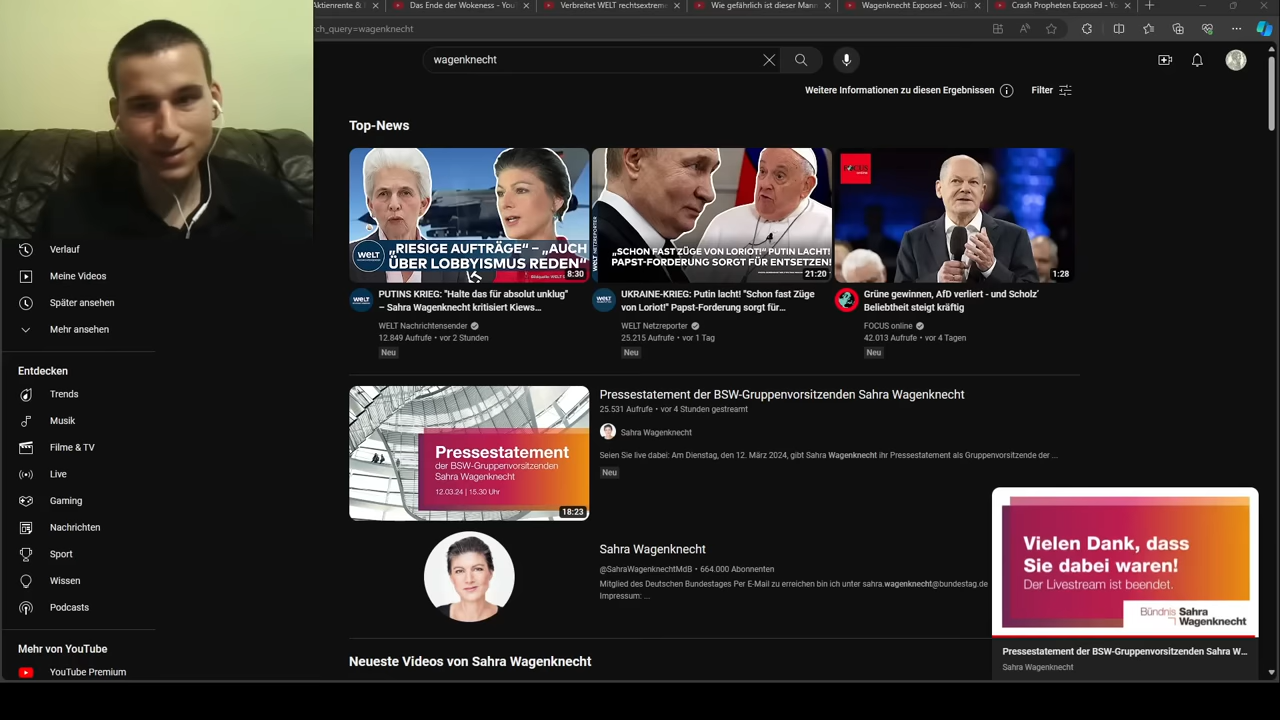 Aktienrente &
Das Ende der Wokeness - You
Verbreitet WELT rechtsextreme
Wie gefährlich ist dieser Mann
Wagenknecht Exposed - YouT
Crash Propheten Exposed - Yo
rch_query=wagenknecht
wagenknecht
Weitere Informationen zu diesen Ergebnissen
Filter
Top-News
WELT
„RIESIGE AUFTRÄGE“ – „AUCH
ÜBER LOBBYISMUS REDEN“
8:30
WELT NETZREPORTER
„SCHON FAST ZÜGE VON LORIOT!“ PUTIN LACHT!
PAPST-FORDERUNG SORGT FÜR ENTSETZEN!
21:20
FOCUS
online
1:28
PUTINS KRIEG: "Halte das für absolut unklug"
– Sahra Wagenknecht kritisiert Kiews…
WELT Nachrichtensender
12.849 Aufrufe • vor 2 Stunden
Neu
UKRAINE-KRIEG: Putin lacht! "Schon fast Züge
von Loriot!" Papst-Forderung sorgt für…
WELT Netzreporter
25.215 Aufrufe • vor 1 Tag
Neu
Grüne gewinnen, AfD verliert - und Scholz’
Beliebtheit steigt kräftig
FOCUS online
42.013 Aufrufe • vor 4 Tagen
Neu
Verlauf
Meine Videos
Später ansehen
Mehr ansehen
Entdecken
Trends
Musik
Filme & TV
Live
Gaming
Nachrichten
Sport
Wissen
Podcasts
Mehr von YouTube
YouTube Premium
Pressestatement
der BSW-Gruppenvorsitzenden
Sahra Wagenknecht
12.03.24 | 15.30 Uhr
18:23
Pressestatement der BSW-Gruppenvorsitzenden Sahra Wagenknecht
25.531 Aufrufe • vor 4 Stunden gestreamt
Sahra Wagenknecht
Seien Sie live dabei: Am Dienstag, den 12. März 2024, gibt Sahra Wagenknecht ihr Pressestatement als Gruppenvorsitzende der ...
Neu
Sahra Wagenknecht
@SahraWagenknechtMdB • 664.000 Abonnenten
Mitglied des Deutschen Bundestages Per E-Mail zu erreichen bin ich unter sahra.wagenknecht@bundestag.de
Impressum: ...
Neueste Videos von Sahra Wagenknecht
Vielen Dank, dass
Sie dabei waren!
Der Livestream ist beendet.
Bündnis Sahra
Wagenknecht
Pressestatement der BSW-Gruppenvorsitzenden Sahra W...
Sahra Wagenknecht